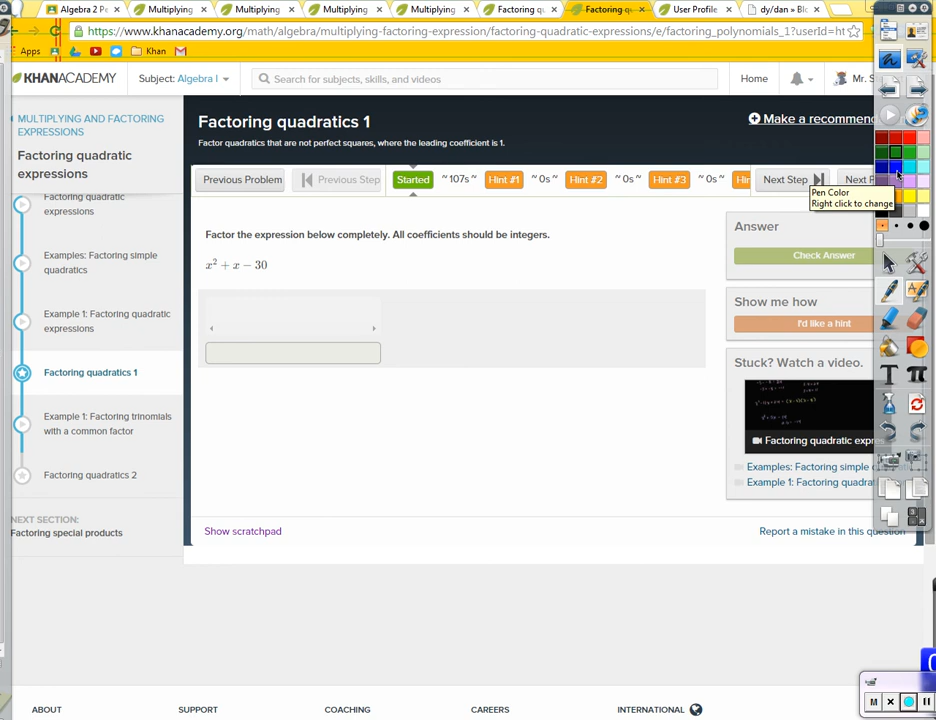 Algebra 2 Pe
Multiplying
Multiplying
Multiplying
Multiplying
Factoring qu
Factoring q
User Profile
dy/dan » Blo
https://www.khanacademy.org/math/algebra/multiplying-factoring-expression/factoring-quadratic-expressions/e/factoring_polynomials_1?userId=ht
Apps
Khan
KHANACADEMY
Subject: Algebra I
Search for subjects, skills, and videos
Home
Mr. S
MULTIPLYING AND FACTORING
EXPRESSIONS
Factoring quadratic
expressions
Factoring quadratic
expressions
Examples: Factoring simple
quadratics
Example 1: Factoring quadratic
expressions
Factoring quadratics 1
Example 1: Factoring trinomials
with a common factor
Factoring quadratics 2
NEXT SECTION:
Factoring special products
Factoring quadratics 1
Make a recommen
Factor quadratics that are not perfect squares, where the leading coefficient is 1.
Previous Problem
Previous Step
Started
~ 107s ~
Hint #1
~ 0s ~
Hint #2
~ 0s ~
Hint #3
~ 0s ~
Hin
Next Step
Next P
Pen Color
Right click to change
Factor the expression below completely. All coefficients should be integers.
x² + x − 30
Answer
Check Answer
Show me how
I'd like a hint
Stuck? Watch a video.
Factoring quadratic expre
Examples: Factoring simple
Example 1: Factoring quadrat
Show scratchpad
Report a mistake in this question
ABOUT
SUPPORT
COACHING
CAREERS
INTERNATIONAL
M